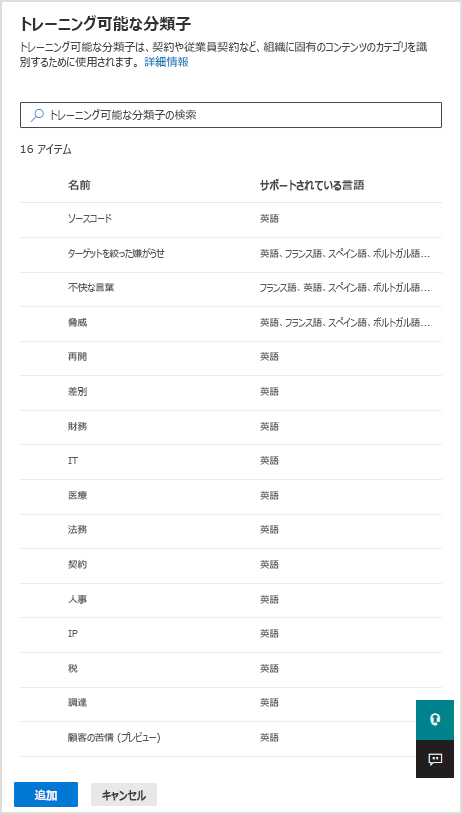 トレーニング可能な分類子
トレーニング可能な分類子は、契約や従業員契約など、組織に固有のコンテンツのカテゴリを識
別するために使用されます。 詳細情報
トレーニング可能な分類子の検索
16 アイテム
名前 サポートされている言語
ソースコード 英語
ターゲットを絞った嫌がらせ 英語、フランス語、スペイン語、ポルトガル語...
不快な言葉 フランス語、英語、スペイン語、ポルトガル語...
脅威 英語、フランス語、スペイン語、ポルトガル語...
再開 英語
差別 英語
財務 英語
IT 英語
医療 英語
法務 英語
契約 英語
人事 英語
IP 英語
税 英語
調達 英語
顧客の苦情 (プレビュー) 英語
追加 キャンセル